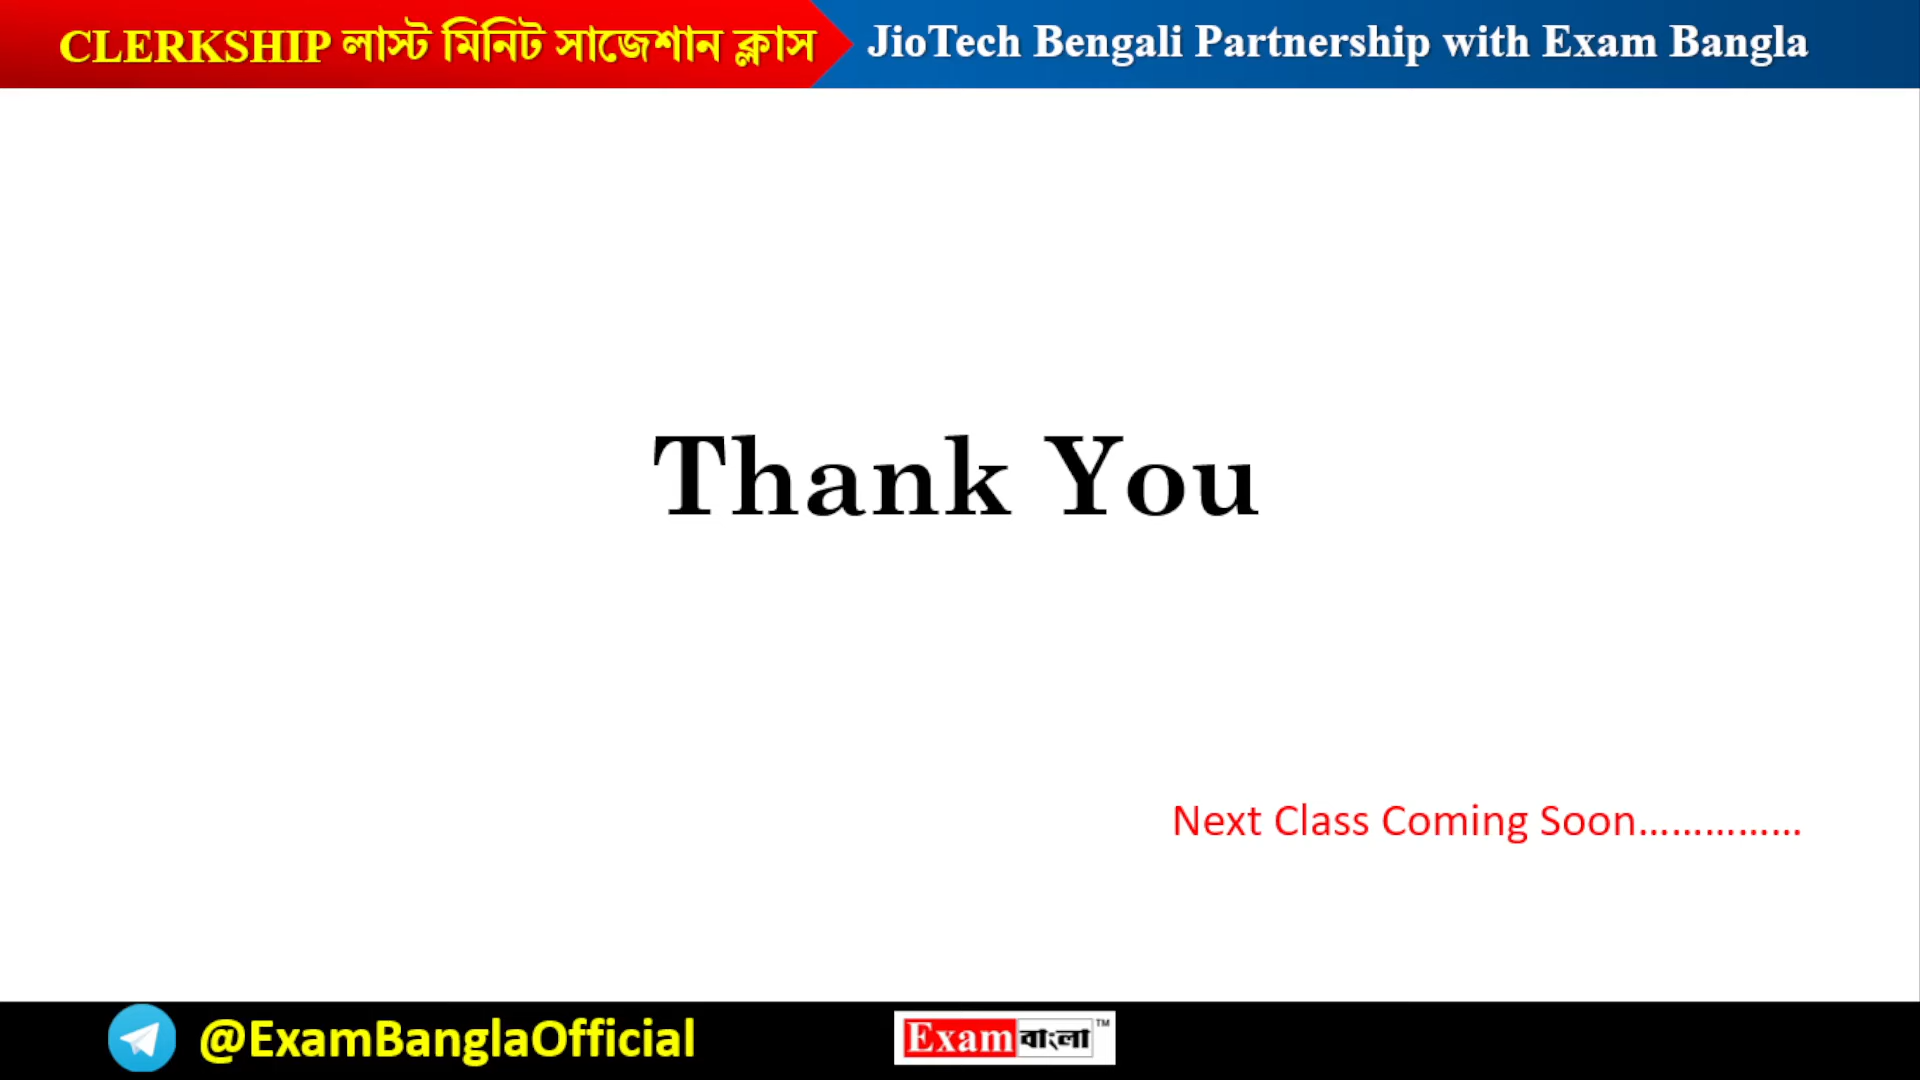 CLERKSHIP লাস্ট মিনিট সাজেশান ক্লাস
JioTech Bengali Partnership with Exam Bangla
Thank You
Next Class Coming Soon……………
@ExamBanglaOfficial
Examবাংলা™